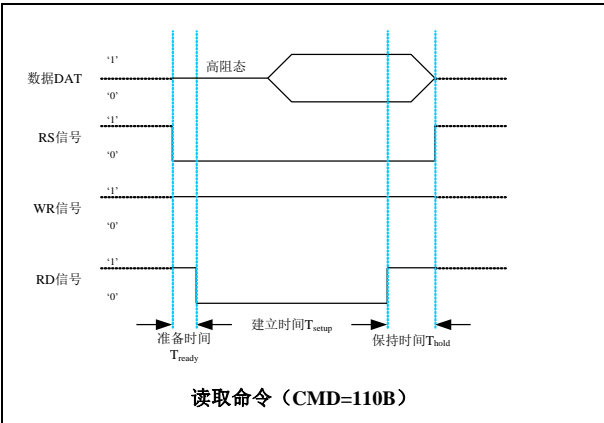 ‘1’
高阻态
数据DAT
‘0’
‘1’
RS信号
‘0’
‘1’
WR信号
‘0’
‘1’
RD信号
‘0’
准备时间
Tready
建立时间Tsetup
保持时间Thold
读取命令（CMD=110B）